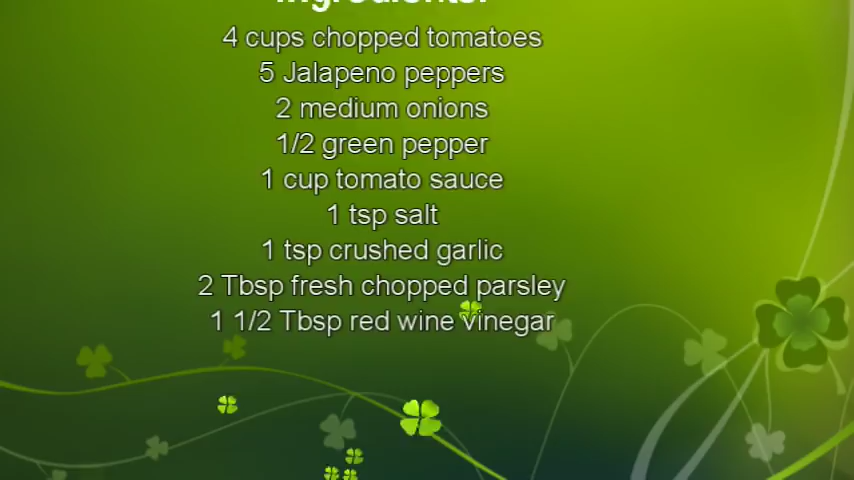 Ingredients:
4 cups chopped tomatoes
5 Jalapeno peppers
2 medium onions
1/2 green pepper
1 cup tomato sauce
1 tsp salt
1 tsp crushed garlic
2 Tbsp fresh chopped parsley
1 1/2 Tbsp red wine vinegar